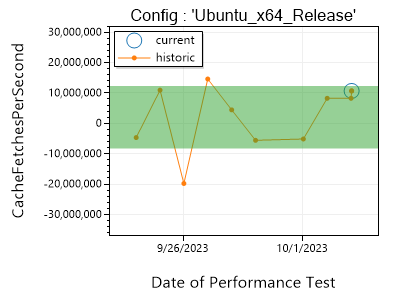 Config : 'Ubuntu_x64_Release'
current
historic
CacheFetchesPerSecond
30,000,000
20,000,000
10,000,000
0
-10,000,000
-20,000,000
-30,000,000
9/26/2023
10/1/2023
Date of Performance Test